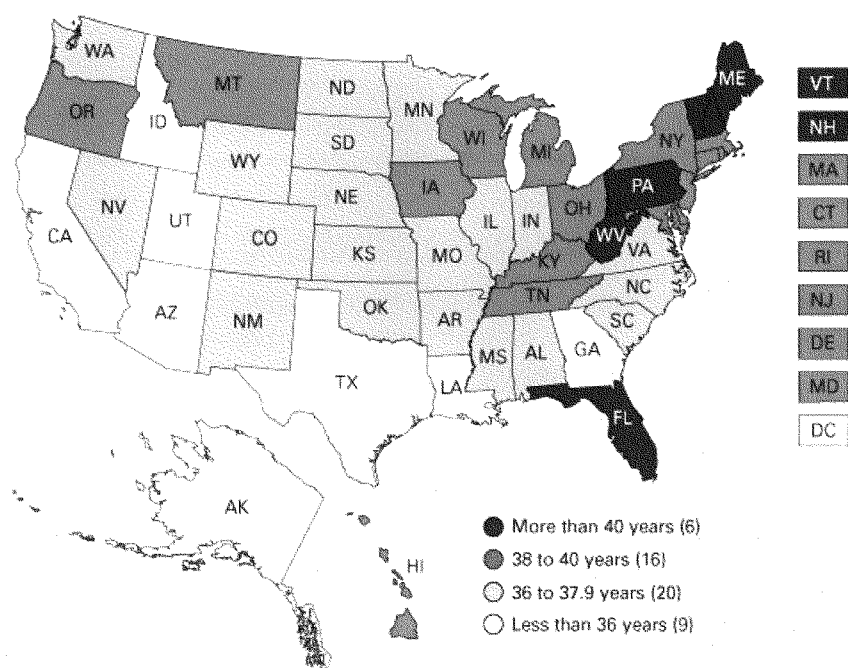 WA
MT
ND
MN
ME
OR
ID
SD
WI
MI
NY
WY
IA
PA
NE
NV
UT
CO
IL
IN
OH
WV
VA
CA
KS
MO
KY
NC
TN
AZ
NM
OK
AR
SC
MS
AL
GA
TX
LA
FL
AK
HI
VT
NH
MA
CT
RI
NJ
DE
MD
DC
More than 40 years (6)
38 to 40 years (16)
36 to 37.9 years (20)
Less than 36 years (9)